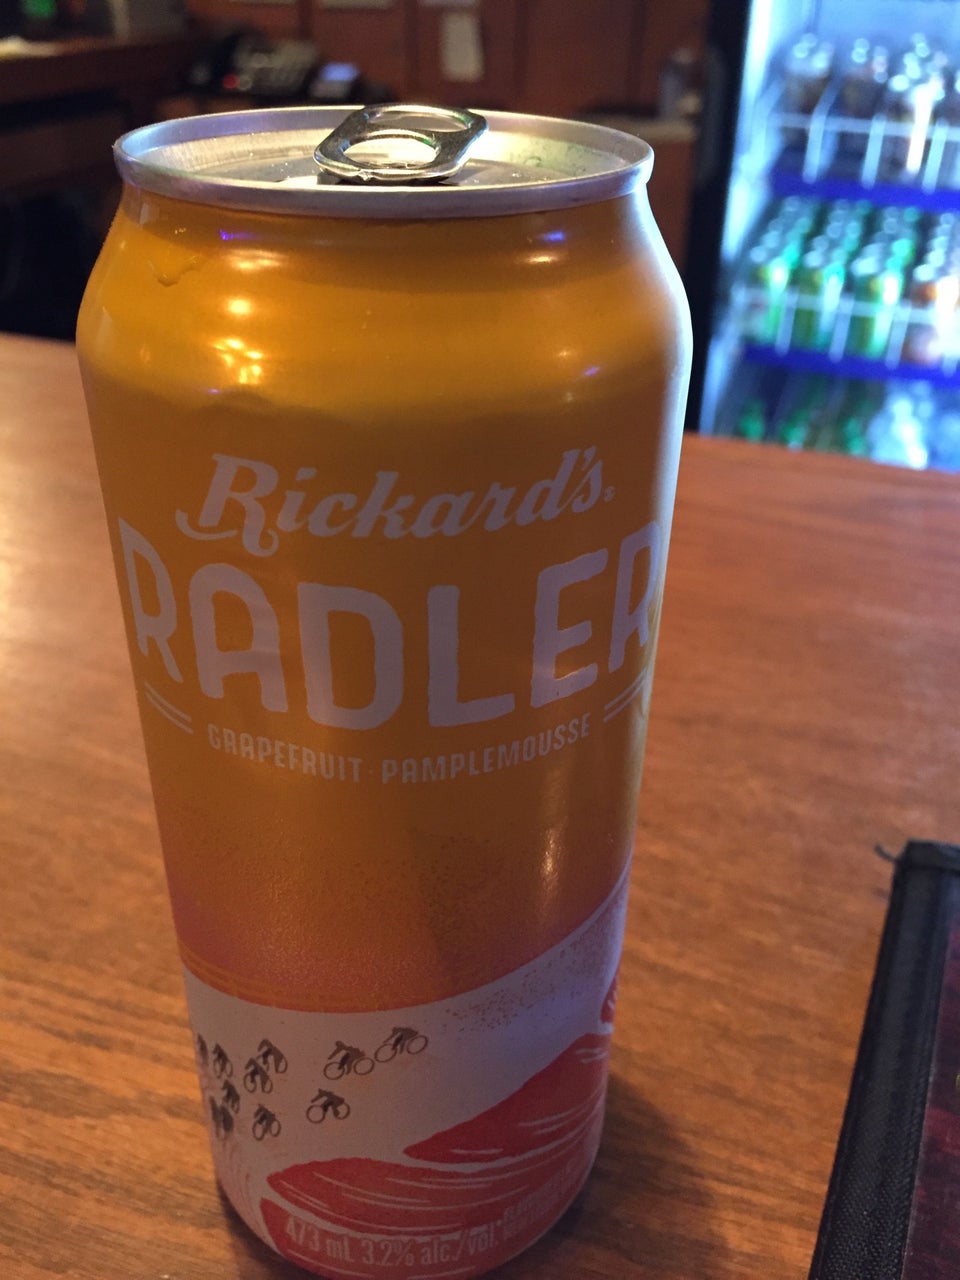 Rickard's
RADLER
GRAPEFRUIT · PAMPLEMOUSSE
473 mL 3.2% alc./vol.